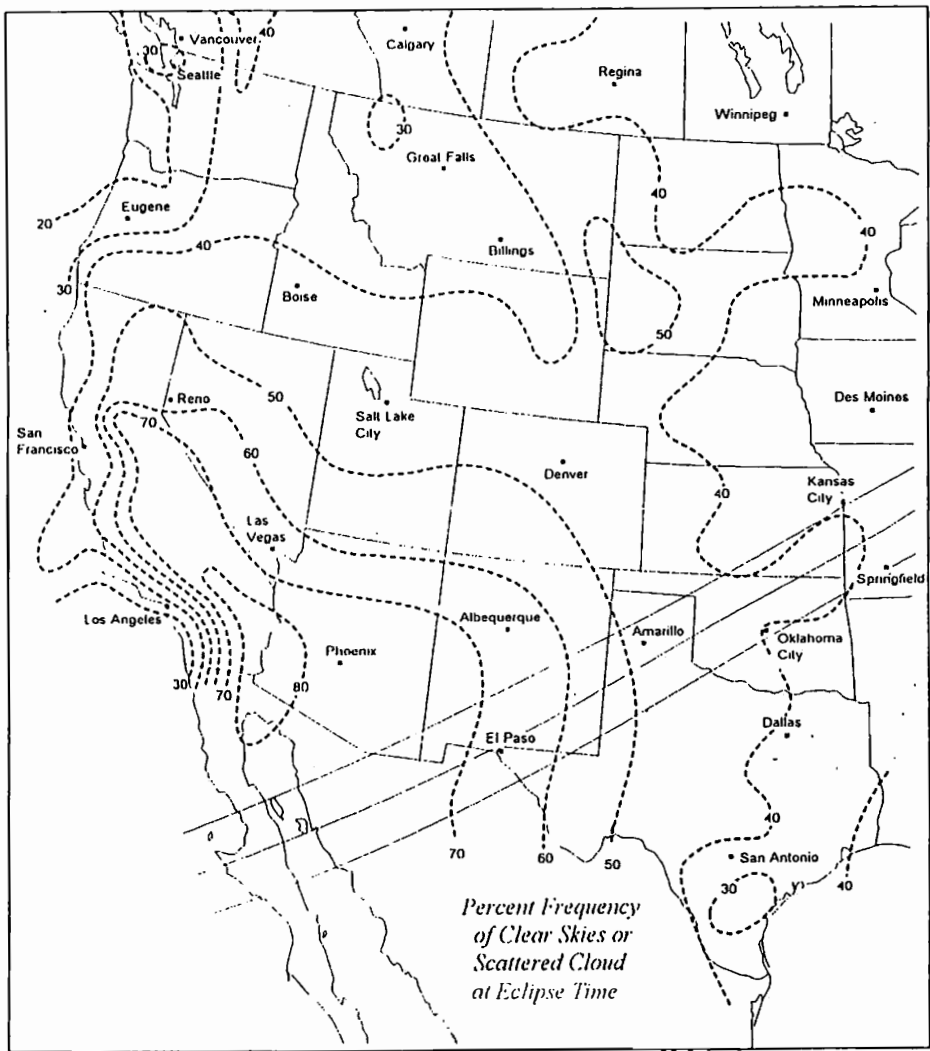 40
Vancouver
Calgary
30
Seattle
Regina
Winnipeg
30
Great Falls
40
20
Eugene
40
40
Billings
30
Boise
Minneapolis
50
Reno
50
Salt Lake
City
Des Moines
70
San
Francisco
60
Denver
Kansas
City
40
Las
Vegas
Springfield
Los Angeles
Albequerque
Amarillo
Oklahoma
City
Phoenix
30
70
80
Dallas
El Paso
40
70
60
50
San Antonio
30
40
Percent Frequency
of Clear Skies or
Scattered Cloud
at Eclipse Time